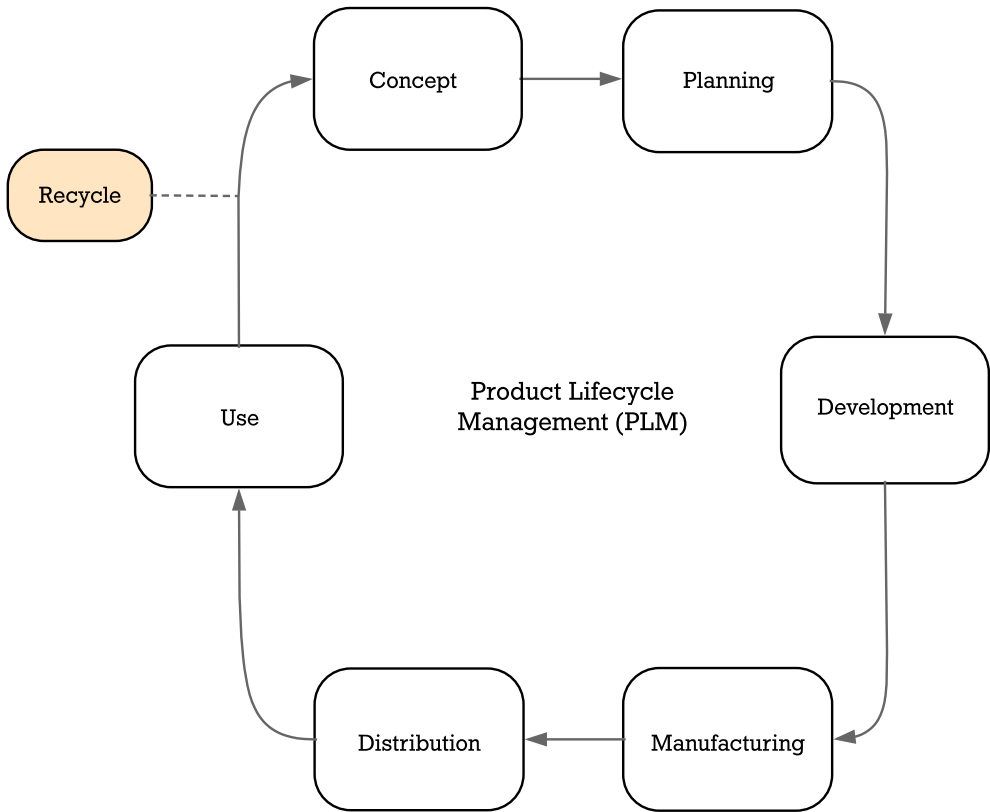 Concept
Planning
Recycle
Product Lifecycle
Management (PLM)
Development
Use
Distribution
Manufacturing